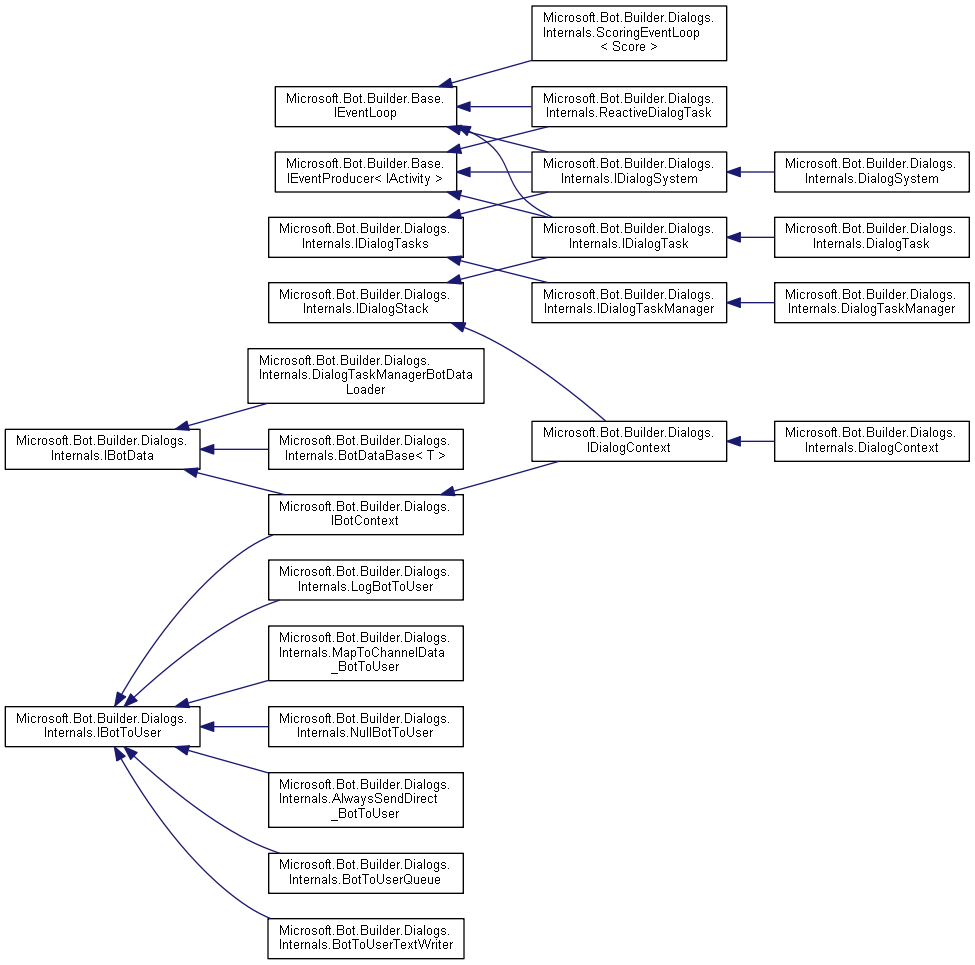 Microsoft.Bot.Builder.Dialogs.
Internals.ScoringEventLoop
< Score >
Microsoft.Bot.Builder.Base.
IEventLoop
Microsoft.Bot.Builder.Dialogs.
Internals.ReactiveDialogTask
Microsoft.Bot.Builder.Base.
IEventProducer< IActivity >
Microsoft.Bot.Builder.Dialogs.
Internals.IDialogSystem
Microsoft.Bot.Builder.Dialogs.
Internals.DialogSystem
Microsoft.Bot.Builder.Dialogs.
Internals.IDialogTasks
Microsoft.Bot.Builder.Dialogs.
Internals.IDialogTask
Microsoft.Bot.Builder.Dialogs.
Internals.DialogTask
Microsoft.Bot.Builder.Dialogs.
Internals.IDialogStack
Microsoft.Bot.Builder.Dialogs.
Internals.IDialogTaskManager
Microsoft.Bot.Builder.Dialogs.
Internals.DialogTaskManager
Microsoft.Bot.Builder.Dialogs.
Internals.DialogTaskManagerBotData
Loader
Microsoft.Bot.Builder.Dialogs.
Internals.IBotData
Microsoft.Bot.Builder.Dialogs.
Internals.BotDataBase< T >
Microsoft.Bot.Builder.Dialogs.
IDialogContext
Microsoft.Bot.Builder.Dialogs.
Internals.DialogContext
Microsoft.Bot.Builder.Dialogs.
IBotContext
Microsoft.Bot.Builder.Dialogs.
Internals.LogBotToUser
Microsoft.Bot.Builder.Dialogs.
Internals.MapToChannelData
_BotToUser
Microsoft.Bot.Builder.Dialogs.
Internals.IBotToUser
Microsoft.Bot.Builder.Dialogs.
Internals.NullBotToUser
Microsoft.Bot.Builder.Dialogs.
Internals.AlwaysSendDirect
_BotToUser
Microsoft.Bot.Builder.Dialogs.
Internals.BotToUserQueue
Microsoft.Bot.Builder.Dialogs.
Internals.BotToUserTextWriter